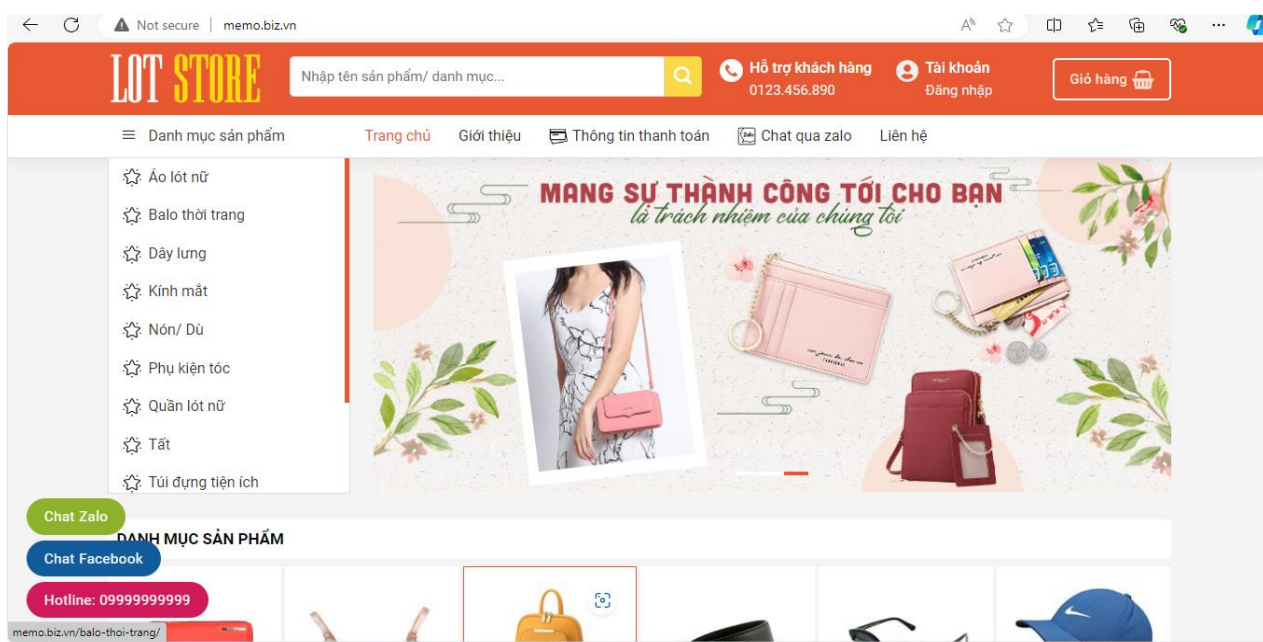 Not secure | memo.biz.vn
LOT STORE
Nhập tên sản phẩm/ danh mục...
Hỗ trợ khách hàng
0123.456.890
Tài khoản
Đăng nhập
Giỏ hàng
Danh mục sản phẩm
Trang chủ
Giới thiệu
Thông tin thanh toán
Chat qua zalo
Liên hệ
Áo lót nữ
Balo thời trang
Dây lưng
Kính mắt
Nón/ Dù
Phụ kiện tóc
Quần lót nữ
Tất
Túi đựng tiện ích
MANG SỰ THÀNH CÔNG TỚI CHO BẠN
là trách nhiệm của chúng tôi
Chat Zalo
DANH MỤC SẢN PHẨM
Chat Facebook
Hotline: 09999999999
memo.biz.vn/balo-thoi-trang/